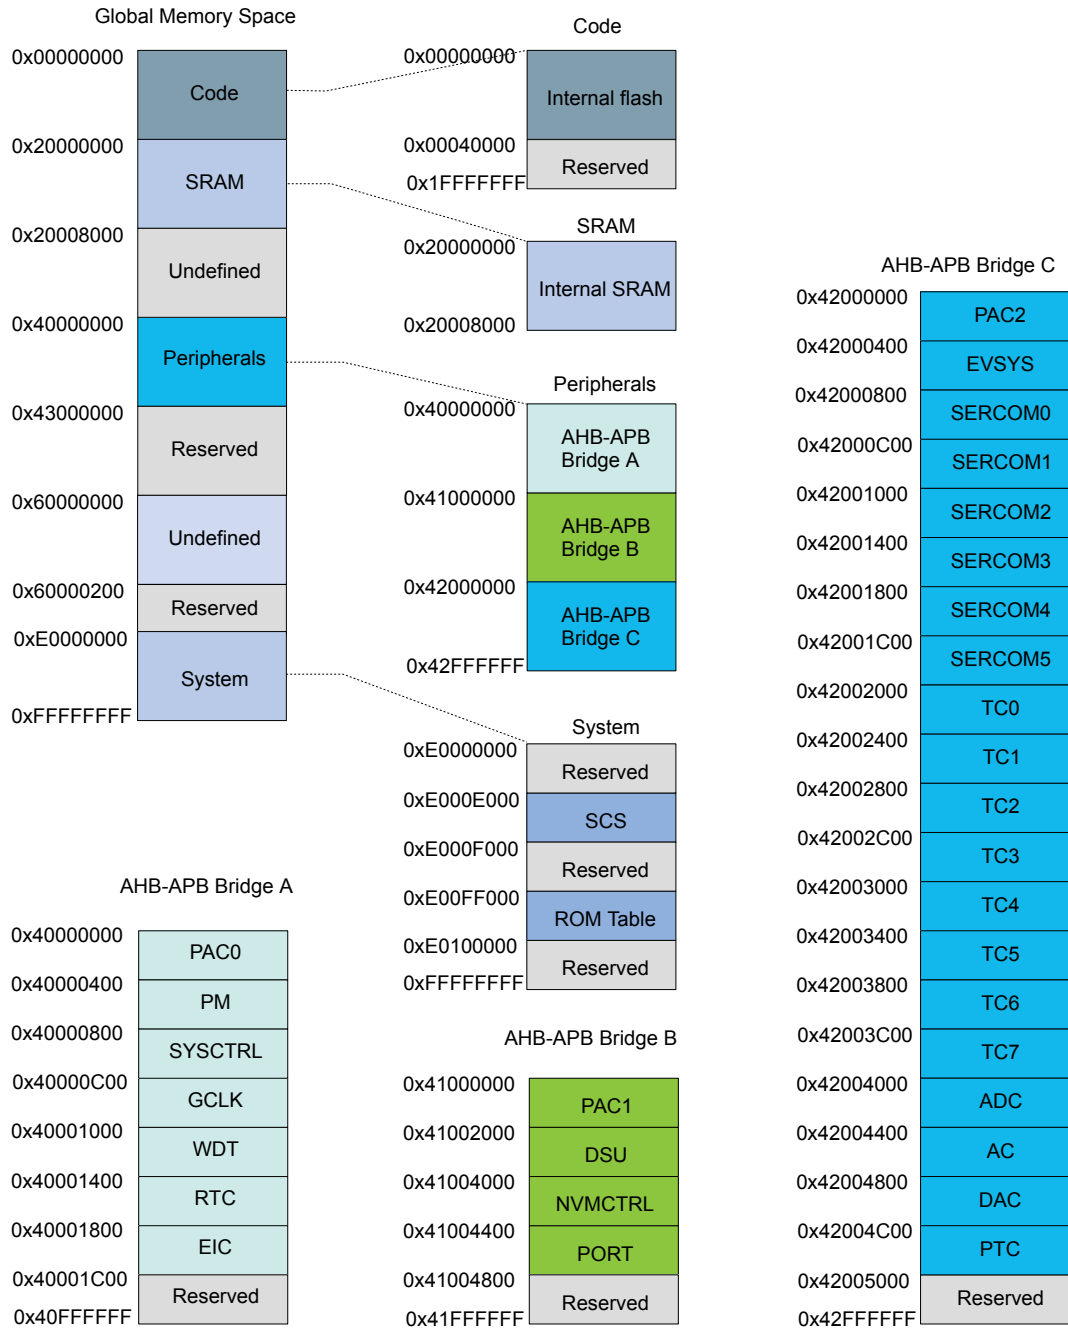 Global Memory Space
0x00000000
Code
0x20000000
SRAM
0x20008000
Undefined
0x40000000
Peripherals
0x43000000
Reserved
0x60000000
Undefined
0x60000200
Reserved
0xE0000000
System
0xFFFFFFFF
Code
0x00000000
Internal flash
0x00040000
Reserved
0x1FFFFFFF
SRAM
0x20000000
Internal SRAM
0x20008000
Peripherals
0x40000000
AHB-APB
Bridge A
0x41000000
AHB-APB
Bridge B
0x42000000
AHB-APB
Bridge C
0x42FFFFFF
System
0xE0000000
Reserved
0xE000E000
SCS
0xE000F000
Reserved
0xE00FF000
ROM Table
0xE0100000
Reserved
0xFFFFFFFF
AHB-APB Bridge A
0x40000000
PAC0
0x40000400
PM
0x40000800
SYSCTRL
0x40000C00
GCLK
0x40001000
WDT
0x40001400
RTC
0x40001800
EIC
0x40001C00
Reserved
0x40FFFFFF
AHB-APB Bridge B
0x41000000
PAC1
0x41002000
DSU
0x41004000
NVMCTRL
0x41004400
PORT
0x41004800
Reserved
0x41FFFFFF
AHB-APB Bridge C
0x42000000
PAC2
0x42000400
EVSYS
0x42000800
SERCOM0
0x42000C00
SERCOM1
0x42001000
SERCOM2
0x42001400
SERCOM3
0x42001800
SERCOM4
0x42001C00
SERCOM5
0x42002000
TC0
0x42002400
TC1
0x42002800
TC2
0x42002C00
TC3
0x42003000
TC4
0x42003400
TC5
0x42003800
TC6
0x42003C00
TC7
0x42004000
ADC
0x42004400
AC
0x42004800
DAC
0x42004C00
PTC
0x42005000
Reserved
0x42FFFFFF